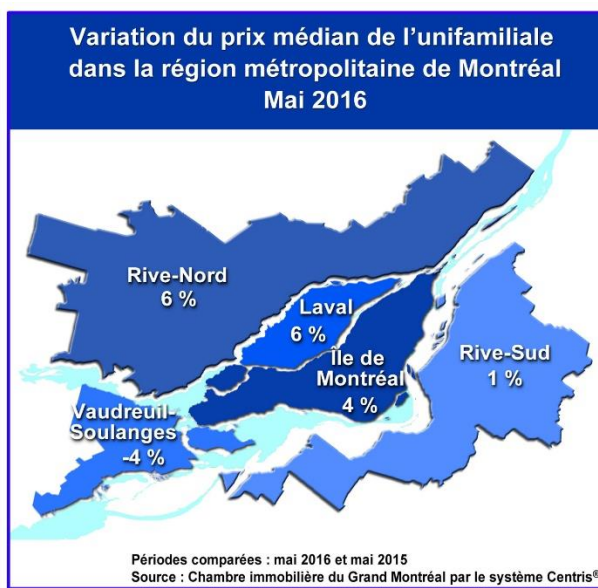 Variation du prix médian de l’unifamiliale
dans la région métropolitaine de Montréal
Mai 2016
Rive-Nord
6 %
Laval
6 %
Île de
Montréal
4 %
Rive-Sud
1 %
Vaudreuil-
Soulanges
-4 %
Périodes comparées : mai 2016 et mai 2015
Source : Chambre immobilière du Grand Montréal par le système Centris®